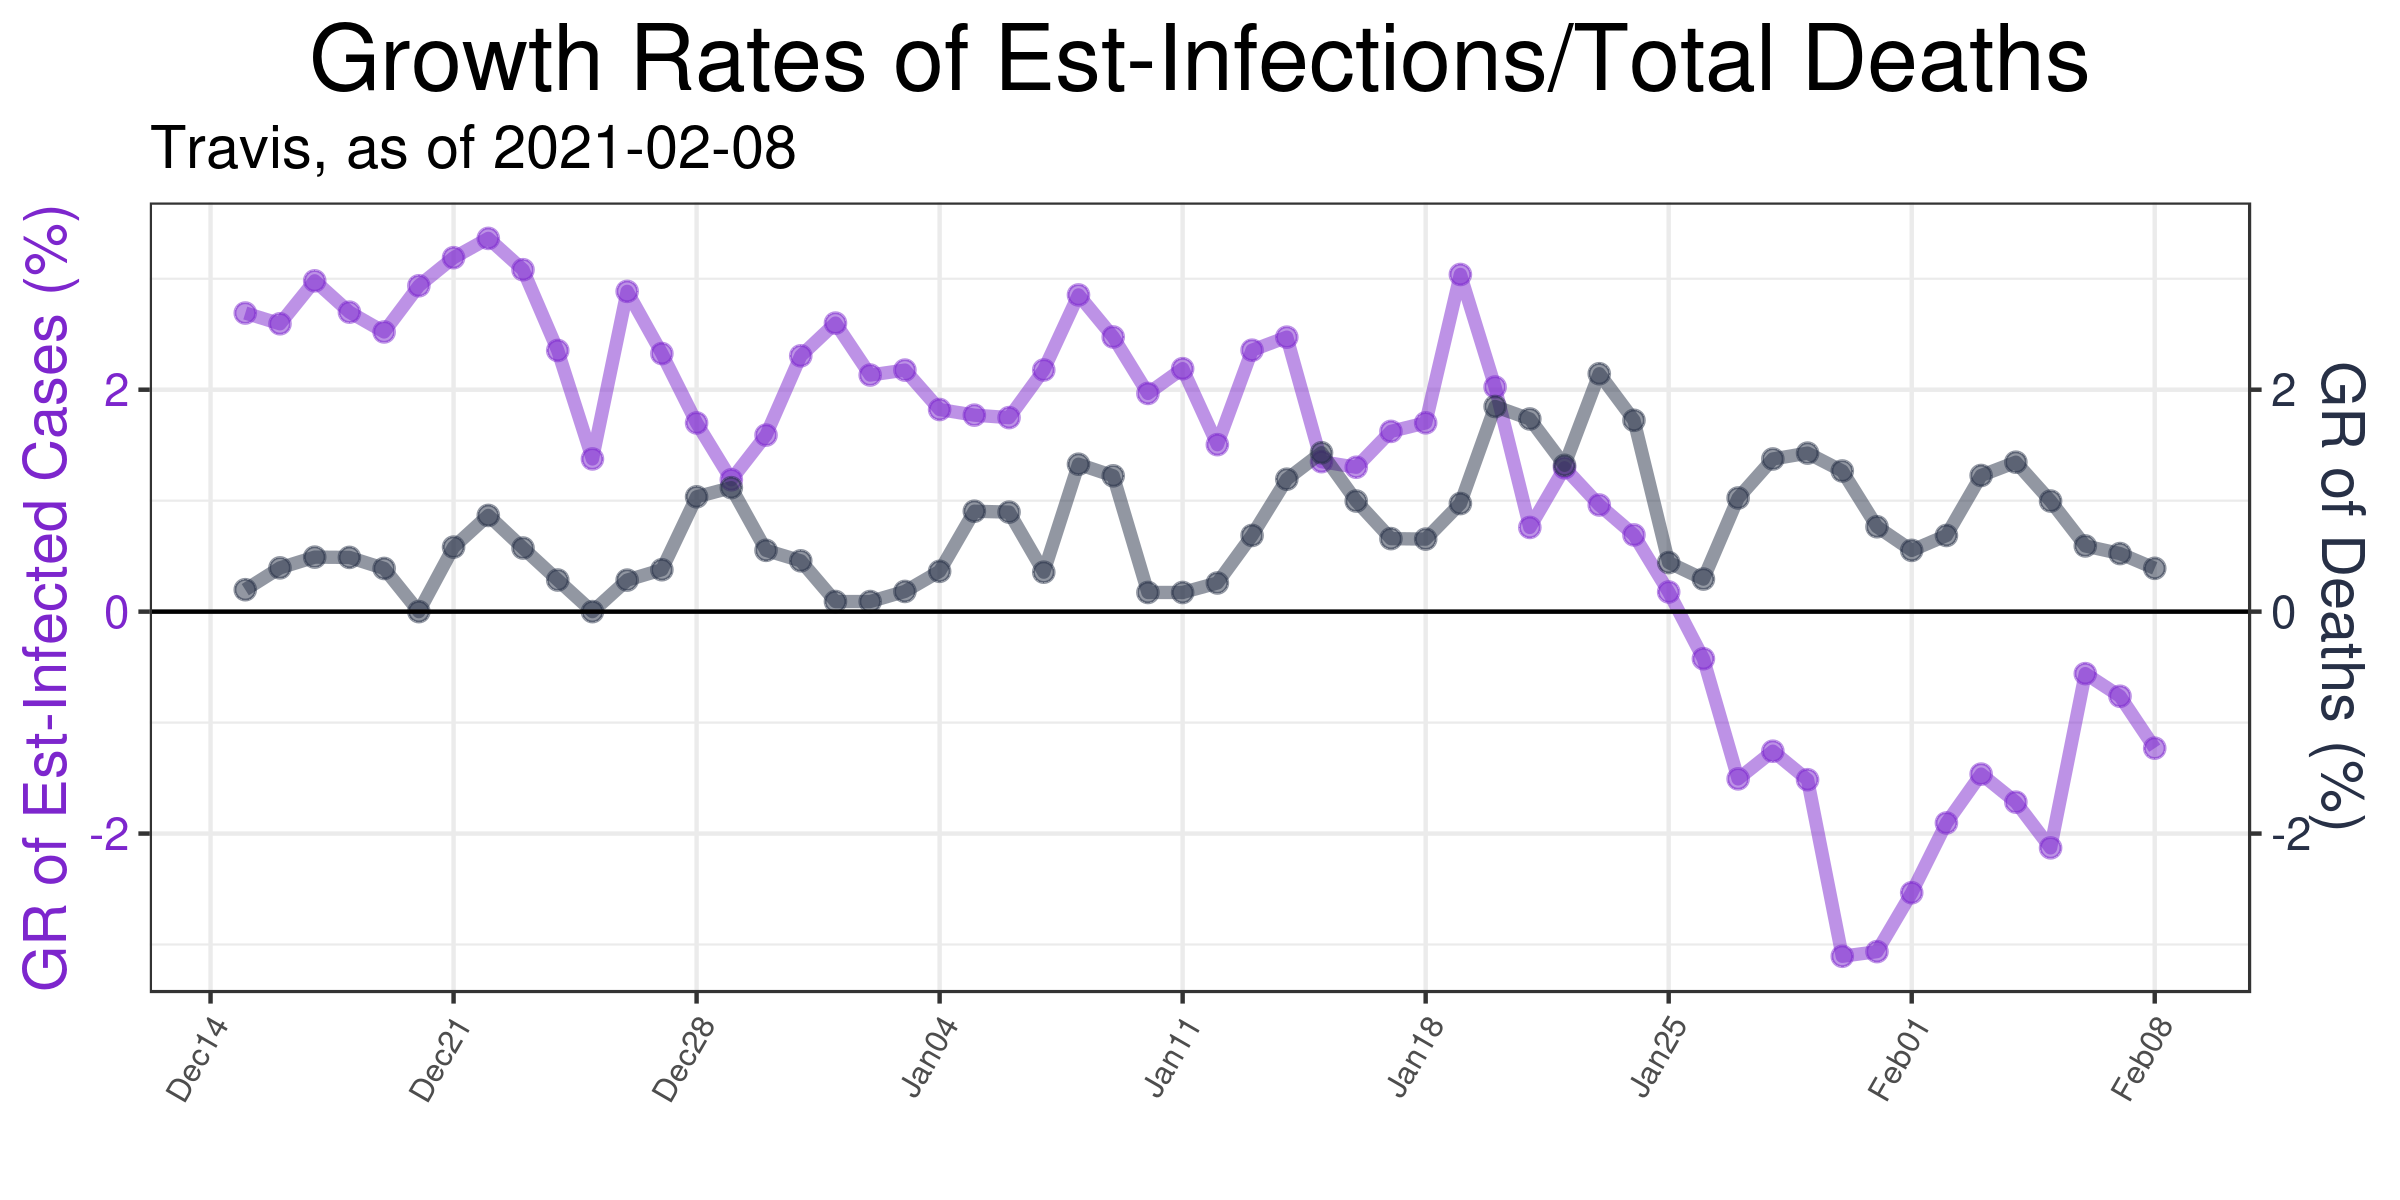 Growth Rates of Est-Infections/Total Deaths
Travis, as of 2021-02-08
GR of Est-Infected Cases (%)
2
0
-2
2
0
-2
GR of Deaths (%)
Dec14
Dec21
Dec28
Jan04
Jan11
Jan18
Jan25
Feb01
Feb08